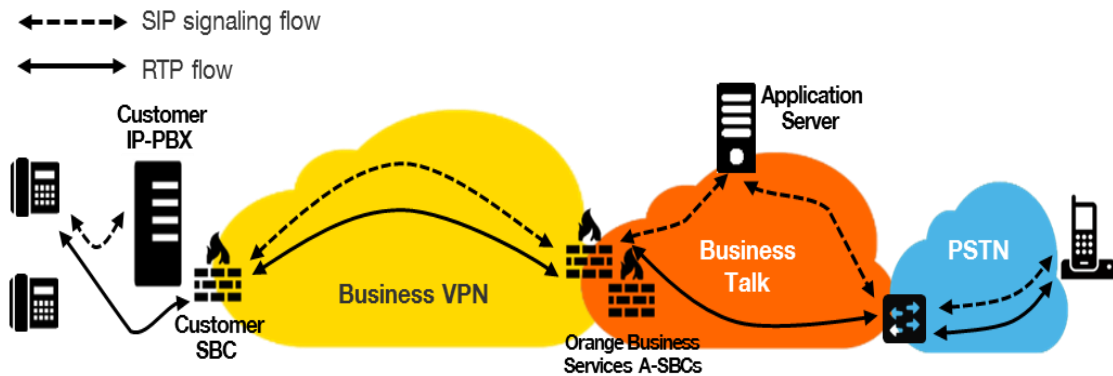 SIP signaling flow
RTP flow
Customer
IP-PBX
Application
Server
Business VPN
Business
Talk
PSTN
Customer
SBC
Orange Business
Services A-SBCs